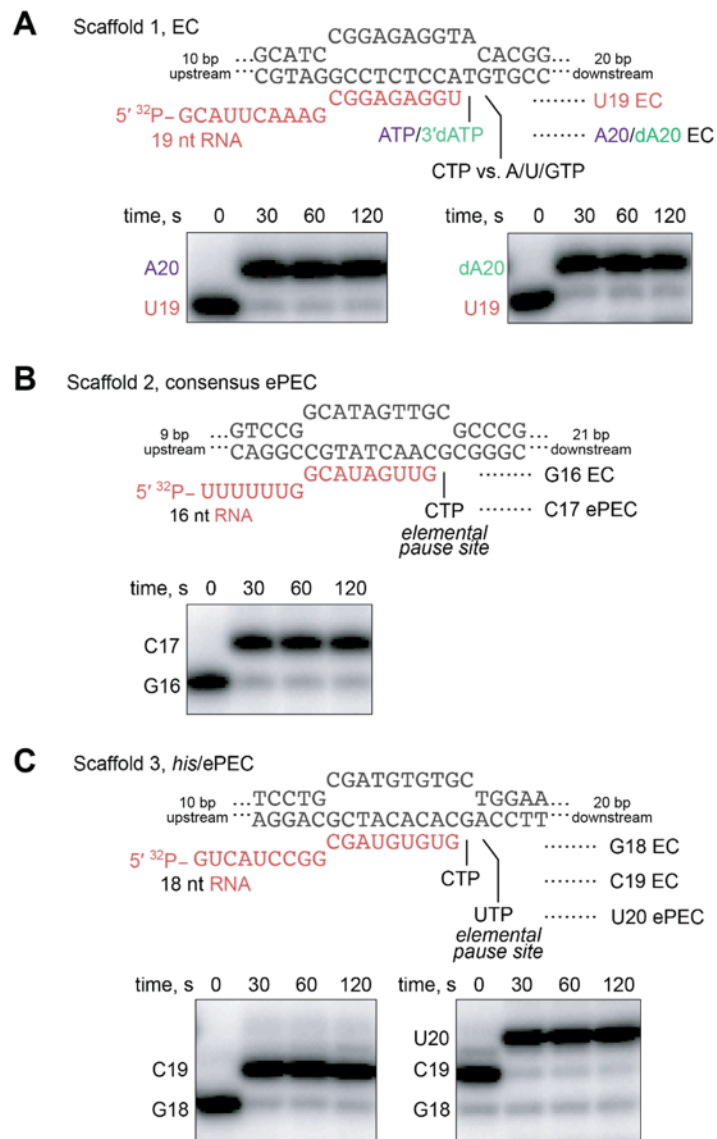 A Scaffold 1, EC
CGGAGAGGTA
10 bp upstream ...GCATC CACGG... 20 bp downstream
...CGTAGGCCTCTCCATGTGCC...
CGGAGAGGU U19 EC
5′ ³²P– GCAUUCAAAG
19 nt RNA
ATP/3′dATP A20/dA20 EC
CTP vs. A/U/GTP
time, s 0 30 60 120
A20
U19
time, s 0 30 60 120
dA20
U19
B Scaffold 2, consensus ePEC
GCATAGTTGC
9 bp upstream ...GTCCG GCCCG... 21 bp downstream
...CAGGCCGTATCAACGCGGGC...
GCAUAGUUG G16 EC
5′ ³²P– UUUUUUG
16 nt RNA
CTP C17 ePEC
elemental
pause site
time, s 0 30 60 120
C17
G16
C Scaffold 3, his/ePEC
CGATGTGTGC
10 bp upstream ...TCCTG TGGAA... 20 bp downstream
...AGGACGCTACACACGACCTT...
CGAUGUGUG G18 EC
5′ ³²P– GUCAUCCGG
18 nt RNA
CTP C19 EC
UTP U20 ePEC
elemental
pause site
time, s 0 30 60 120
C19
G18
time, s 0 30 60 120
U20
C19
G18